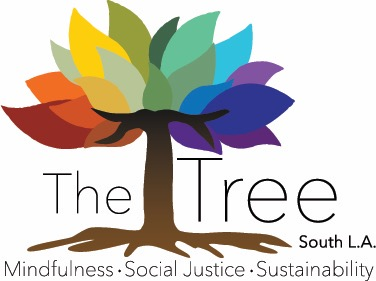 The Tree
South L.A.
Mindfulness · Social Justice · Sustainability